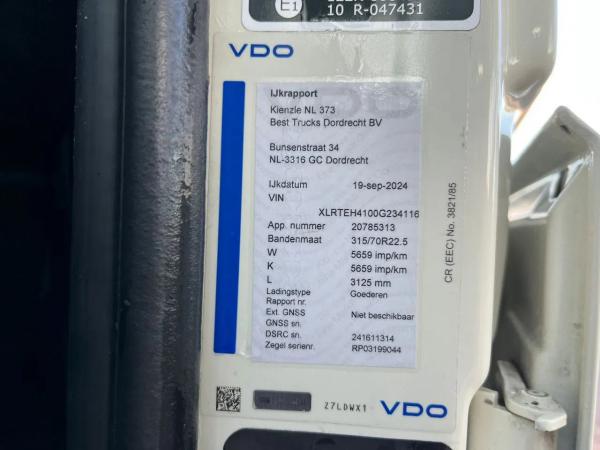 E1
10 R-047431
VDO
IJkrapport
Kienzle NL 373
Best Trucks Dordrecht BV
Bunsenstraat 34
NL-3316 GC Dordrecht
IJkdatum 19-sep-2024
VIN
XLRTEH4100G234116
App. nummer 20785313
Bandenmaat 315/70R22.5
W 5659 imp/km
K 5659 imp/km
L 3125 mm
Ladingstype Goederen
Rapport nr.
Ext. GNSS Niet beschikbaar
GNSS sn.
DSRC sn. 241611314
Zegel serienr. RP03199044
CR (EEC) No. 3821/85
Z7LDWX1
VDO